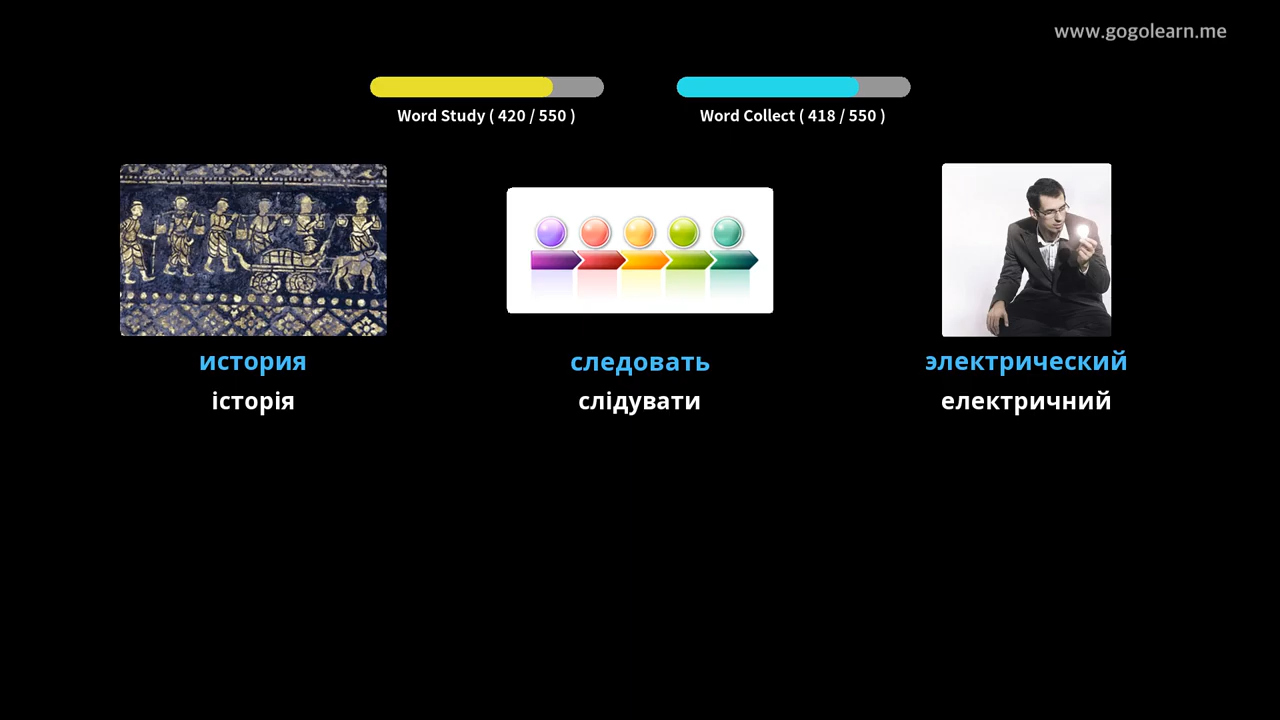 www.gogolearn.me
Word Study ( 420 / 550 )
Word Collect ( 418 / 550 )
история
следовать
электрический
історія
слідувати
електричний